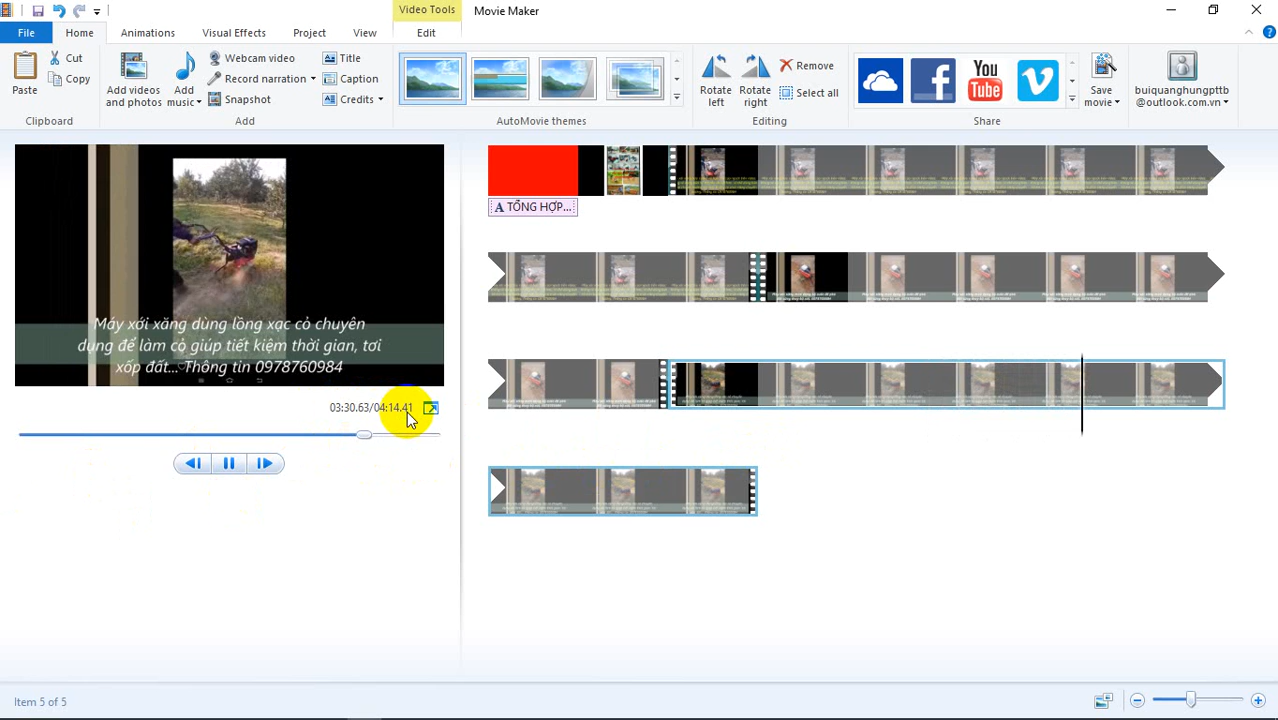 Video Tools
Movie Maker
File
Home
Animations
Visual Effects
Project
View
Edit
Paste
Cut
Copy
Clipboard
Add videos
and photos
Add
music
Webcam video
Record narration
Snapshot
Title
Caption
Credits
Add
AutoMovie themes
Rotate
left
Rotate
right
Remove
Select all
Editing
You
Tube
Share
Save
movie
buiquanghungpttb
@outlook.com.vn
Máy xới xăng dùng lồng xạc cỏ chuyên
dụng để làm cỏ giúp tiết kiệm thời gian, tơi
xốp đất... Thông tin 0978760984
03:30.63/04:14.41
A TỔNG HỢP...
Item 5 of 5